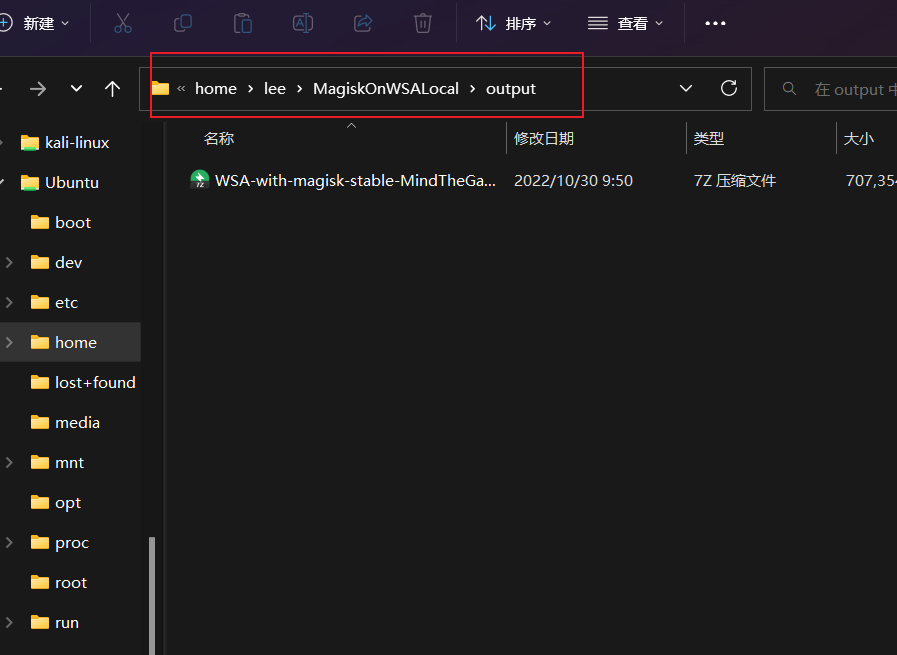 新建 排序 查看
« home › lee › MagiskOnWSALocal › output 在 output 中
名称 修改日期 类型 大小
WSA-with-magisk-stable-MindTheGa... 2022/10/30 9:50 7Z 压缩文件 707,354
kali-linux
Ubuntu
boot
dev
etc
home
lost+found
media
mnt
opt
proc
root
run